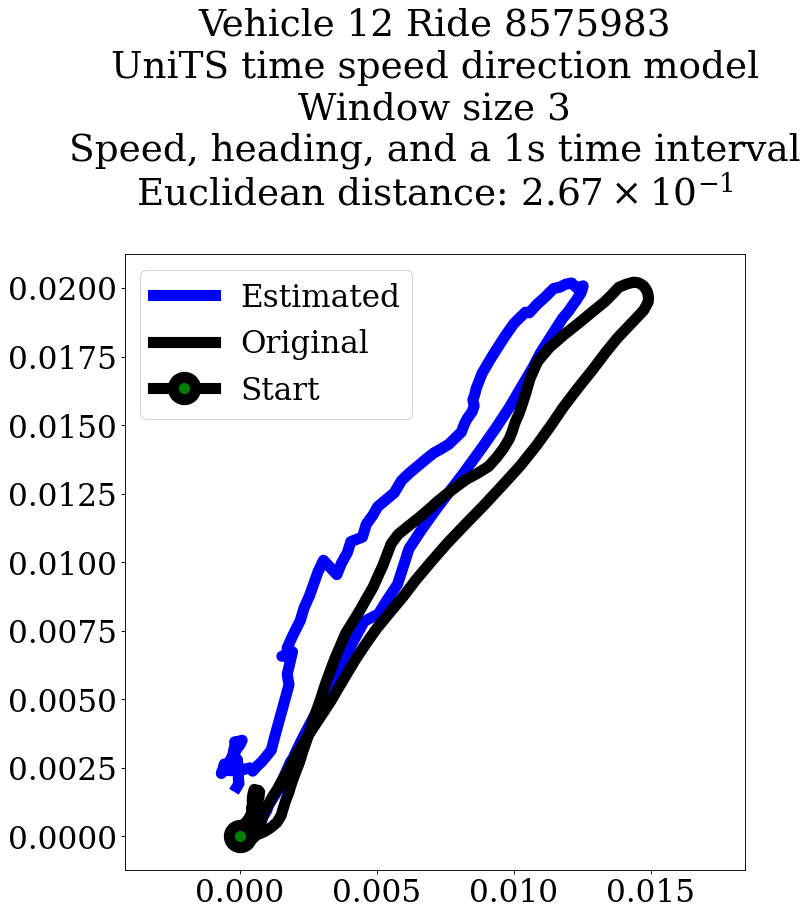 Vehicle 12 Ride 8575983
UniTS time speed direction model
Window size 3
Speed, heading, and a 1s time interval
Euclidean distance: 2.67 × 10⁻¹
Estimated
Original
Start
0.0200
0.0175
0.0150
0.0125
0.0100
0.0075
0.0050
0.0025
0.0000
0.000 0.005 0.010 0.015